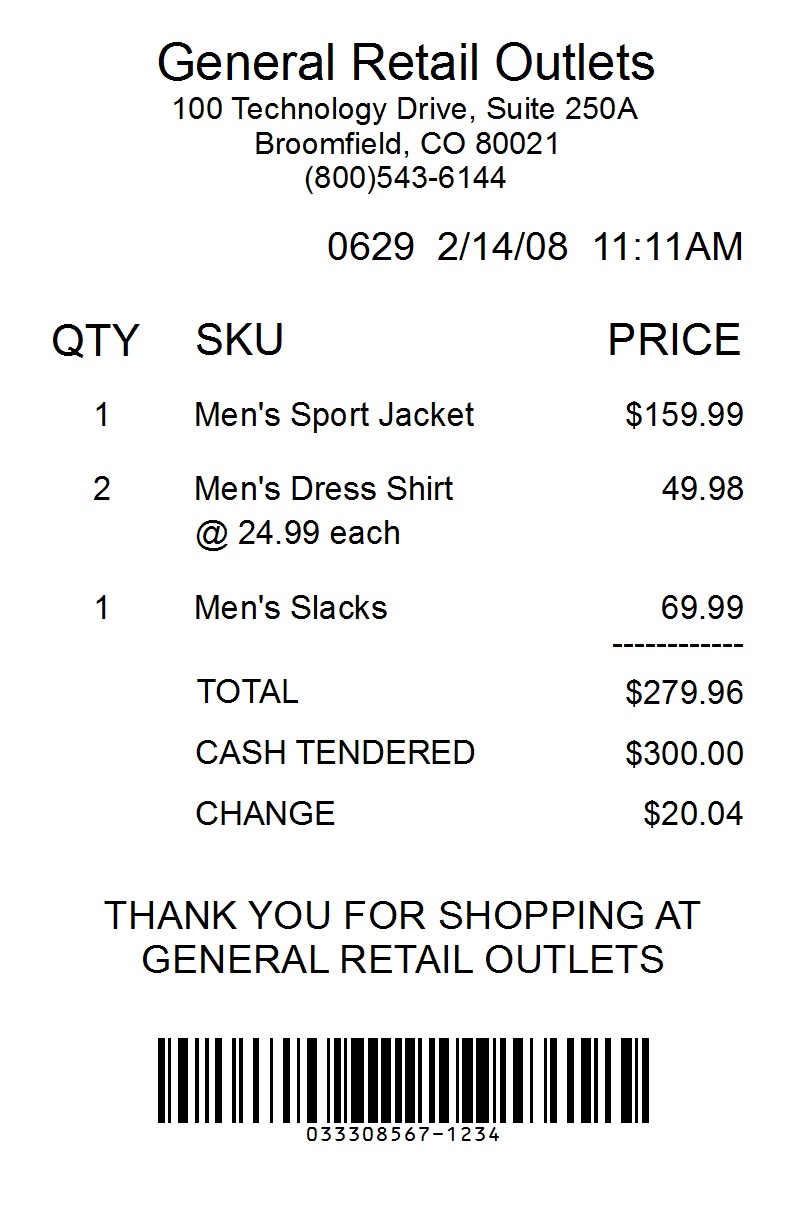 General Retail Outlets
100 Technology Drive, Suite 250A
Broomfield, CO 80021
(800)543-6144
0629 2/14/08 11:11AM
QTY SKU PRICE
1 Men's Sport Jacket $159.99
2 Men's Dress Shirt 49.98
@ 24.99 each
1 Men's Slacks 69.99
------------
TOTAL $279.96
CASH TENDERED $300.00
CHANGE $20.04
THANK YOU FOR SHOPPING AT
GENERAL RETAIL OUTLETS
033308567-1234